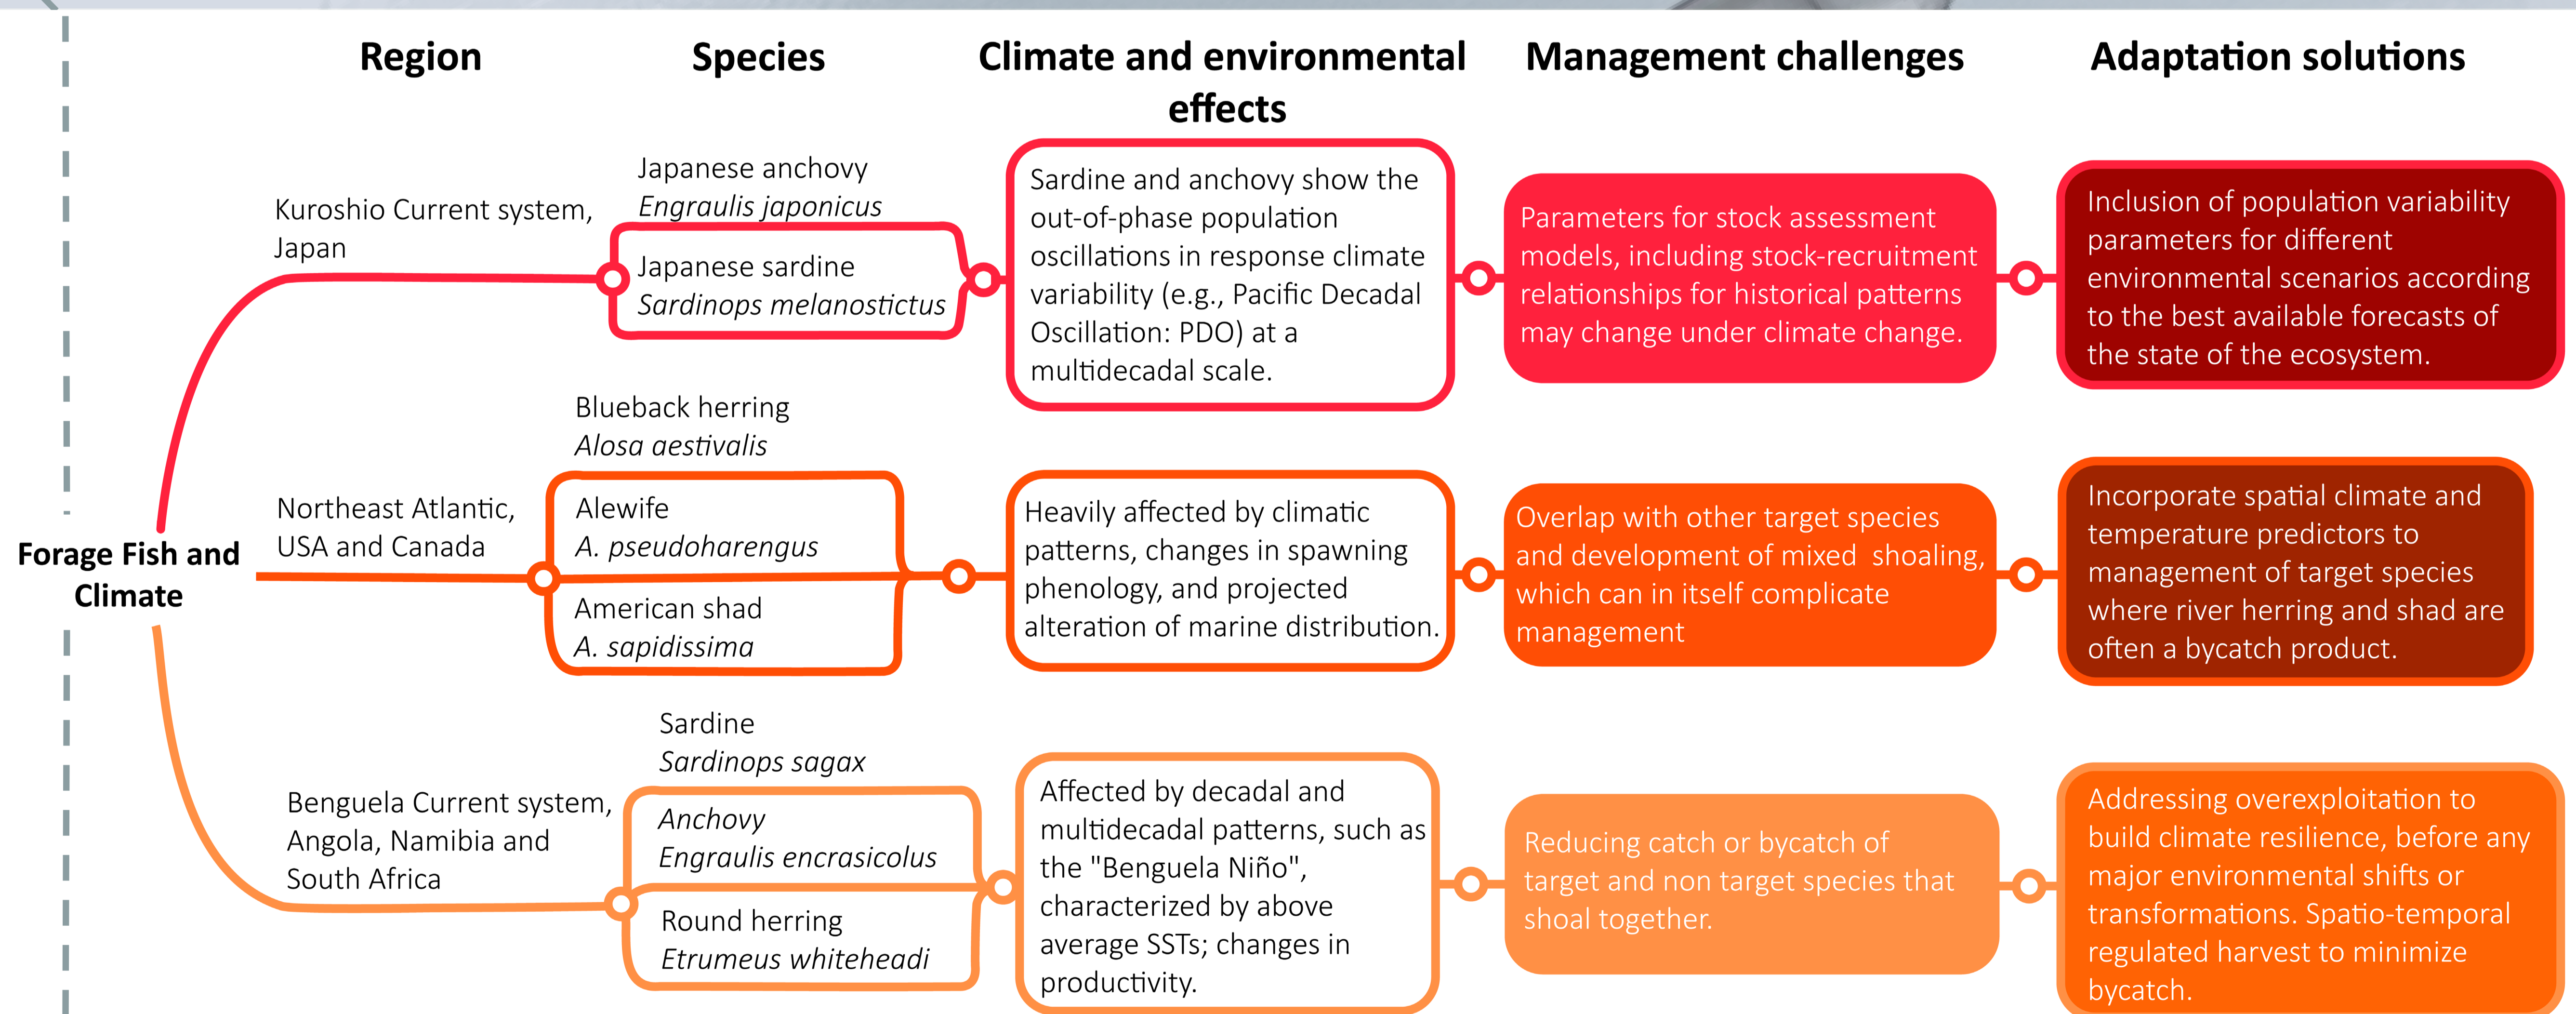 Region
Species
Climate and environmental
effects
Management challenges
Adaptation solutions
Forage Fish and
Climate
Kuroshio Current system,
Japan
Japanese anchovy
Engraulis japonicus
Japanese sardine
Sardinops melanostictus
Sardine and anchovy show the
out-of-phase population
oscillations in response climate
variability (e.g., Pacific Decadal
Oscillation: PDO) at a
multidecadal scale.
Parameters for stock assessment
models, including stock-recruitment
relationships for historical patterns
may change under climate change.
Inclusion of population variability
parameters for different
environmental scenarios according
to the best available forecasts of
the state of the ecosystem.
Northeast Atlantic,
USA and Canada
Blueback herring
Alosa aestivalis
Alewife
A. pseudoharengus
American shad
A. sapidissima
Heavily affected by climatic
patterns, changes in spawning
phenology, and projected
alteration of marine distribution.
Overlap with other target species
and development of mixed  shoaling,
which can in itself complicate
management
Incorporate spatial climate and
temperature predictors to
management of target species
where river herring and shad are
often a bycatch product.
Benguela Current system,
Angola, Namibia and
South Africa
Sardine
Sardinops sagax
Anchovy
Engraulis encrasicolus
Round herring
Etrumeus whiteheadi
Affected by decadal and
multidecadal patterns, such as
the "Benguela Niño",
characterized by above
average SSTs; changes in
productivity.
Reducing catch or bycatch of
target and non target species that
shoal together.
Addressing overexploitation to
build climate resilience, before any
major environmental shifts or
transformations. Spatio-temporal
regulated harvest to minimize
bycatch.